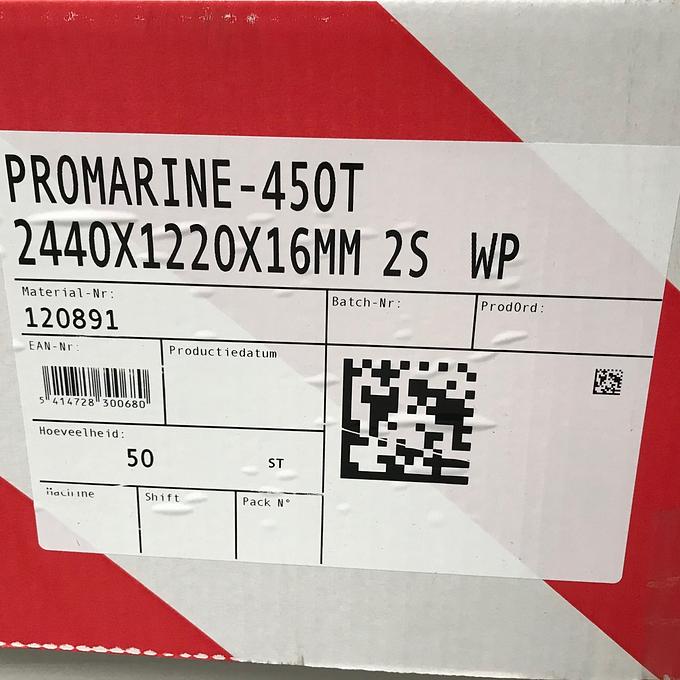 PROMARINE-450T
2440X1220X16MM 2S WP
Material-Nr:
120891
Batch-Nr:
ProdOrd:
EAN-Nr:
Productiedatum
5 414728 300680
Hoeveelheid:
50 ST
Machine
Shift
Pack N°